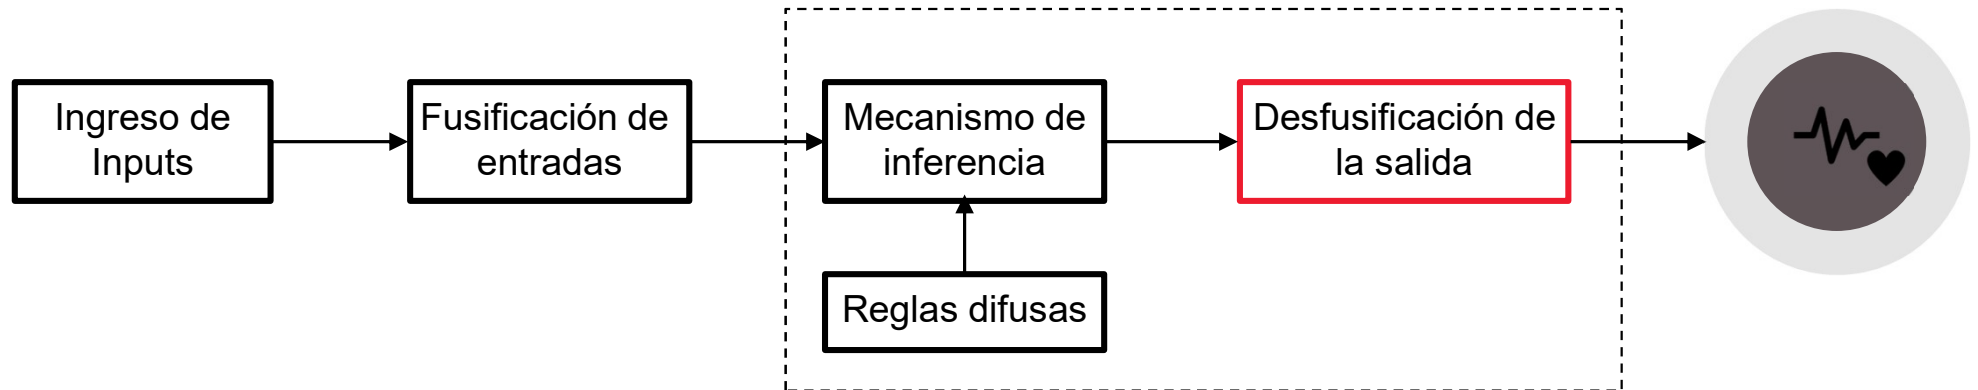 Ingreso de
Inputs
Fusificación de
entradas
Mecanismo de
inferencia
Desfusificación de
la salida
Reglas difusas